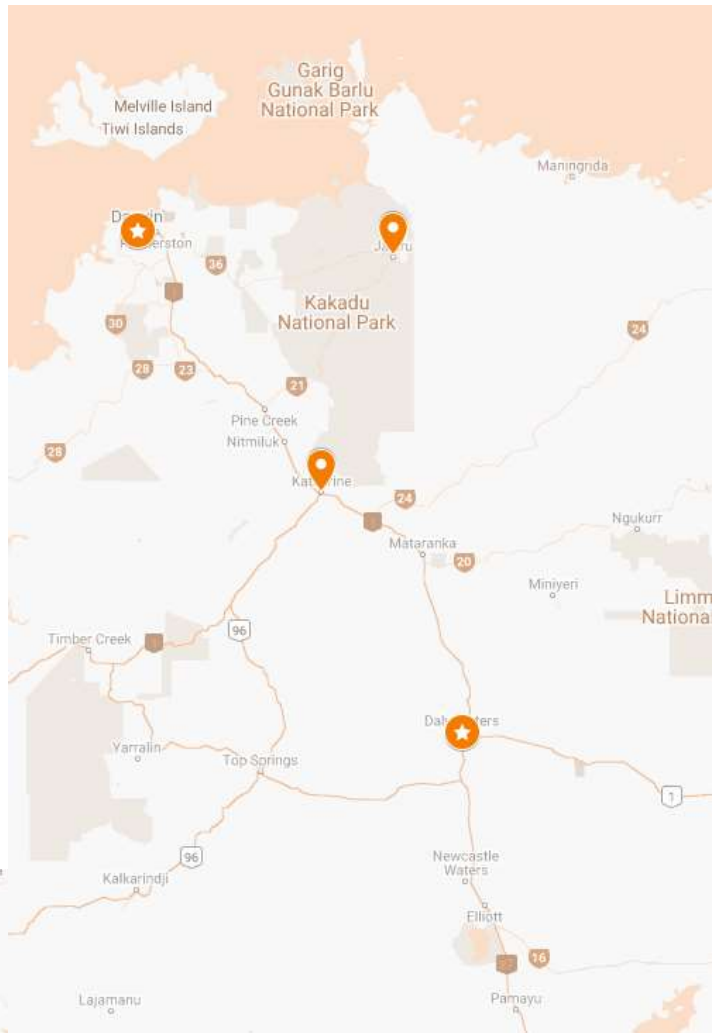 Garig
Gunak Barlu
National Park
Melville Island
Tiwi Islands
Maningrida
36
Kakadu
National Park
30
24
28
23
21
Pine Creek
Nitmiluk
28
24
Ngukurr
Mataranka
20
Miniyeri
Limm
National
96
Timber Creek
Yarralin
Top Springs
1
96
Newcastle
Waters
Kalkarindji
Elliott
16
Lajamanu
Pamayu